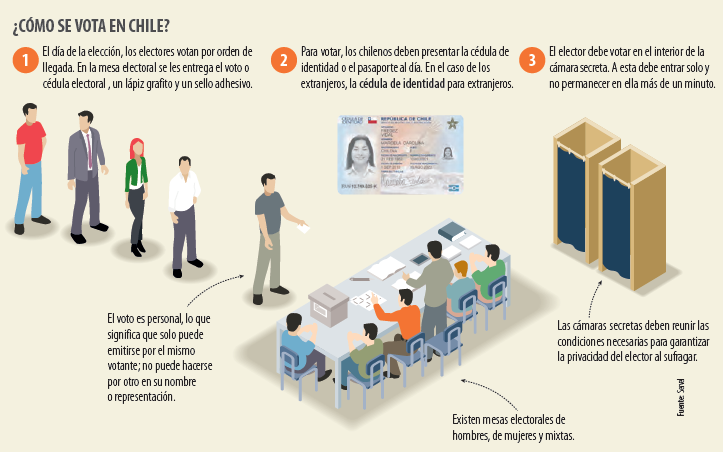 ¿CÓMO SE VOTA EN CHILE?
1
El día de la elección, los electores votan por orden de
llegada. En la mesa electoral se les entrega el voto o
cédula electoral , un lápiz grafito y un sello adhesivo.
2
Para votar, los chilenos deben presentar la cédula de
identidad o el pasaporte al día. En el caso de los
extranjeros, la cédula de identidad para extranjeros.
3
El elector debe votar en el interior de la
cámara secreta. A esta debe entrar solo y
no permanecer en ella más de un minuto.
REPÚBLICA DE CHILE
El voto es personal, lo que
significa que solo puede
emitirse por el mismo
votante; no puede hacerse
por otro en su nombre
o representación.
Las cámaras secretas deben reunir las
condiciones necesarias para garantizar
la privacidad del elector al sufragar.
Existen mesas electorales de
hombres, de mujeres y mixtas.
Fuente: Servel